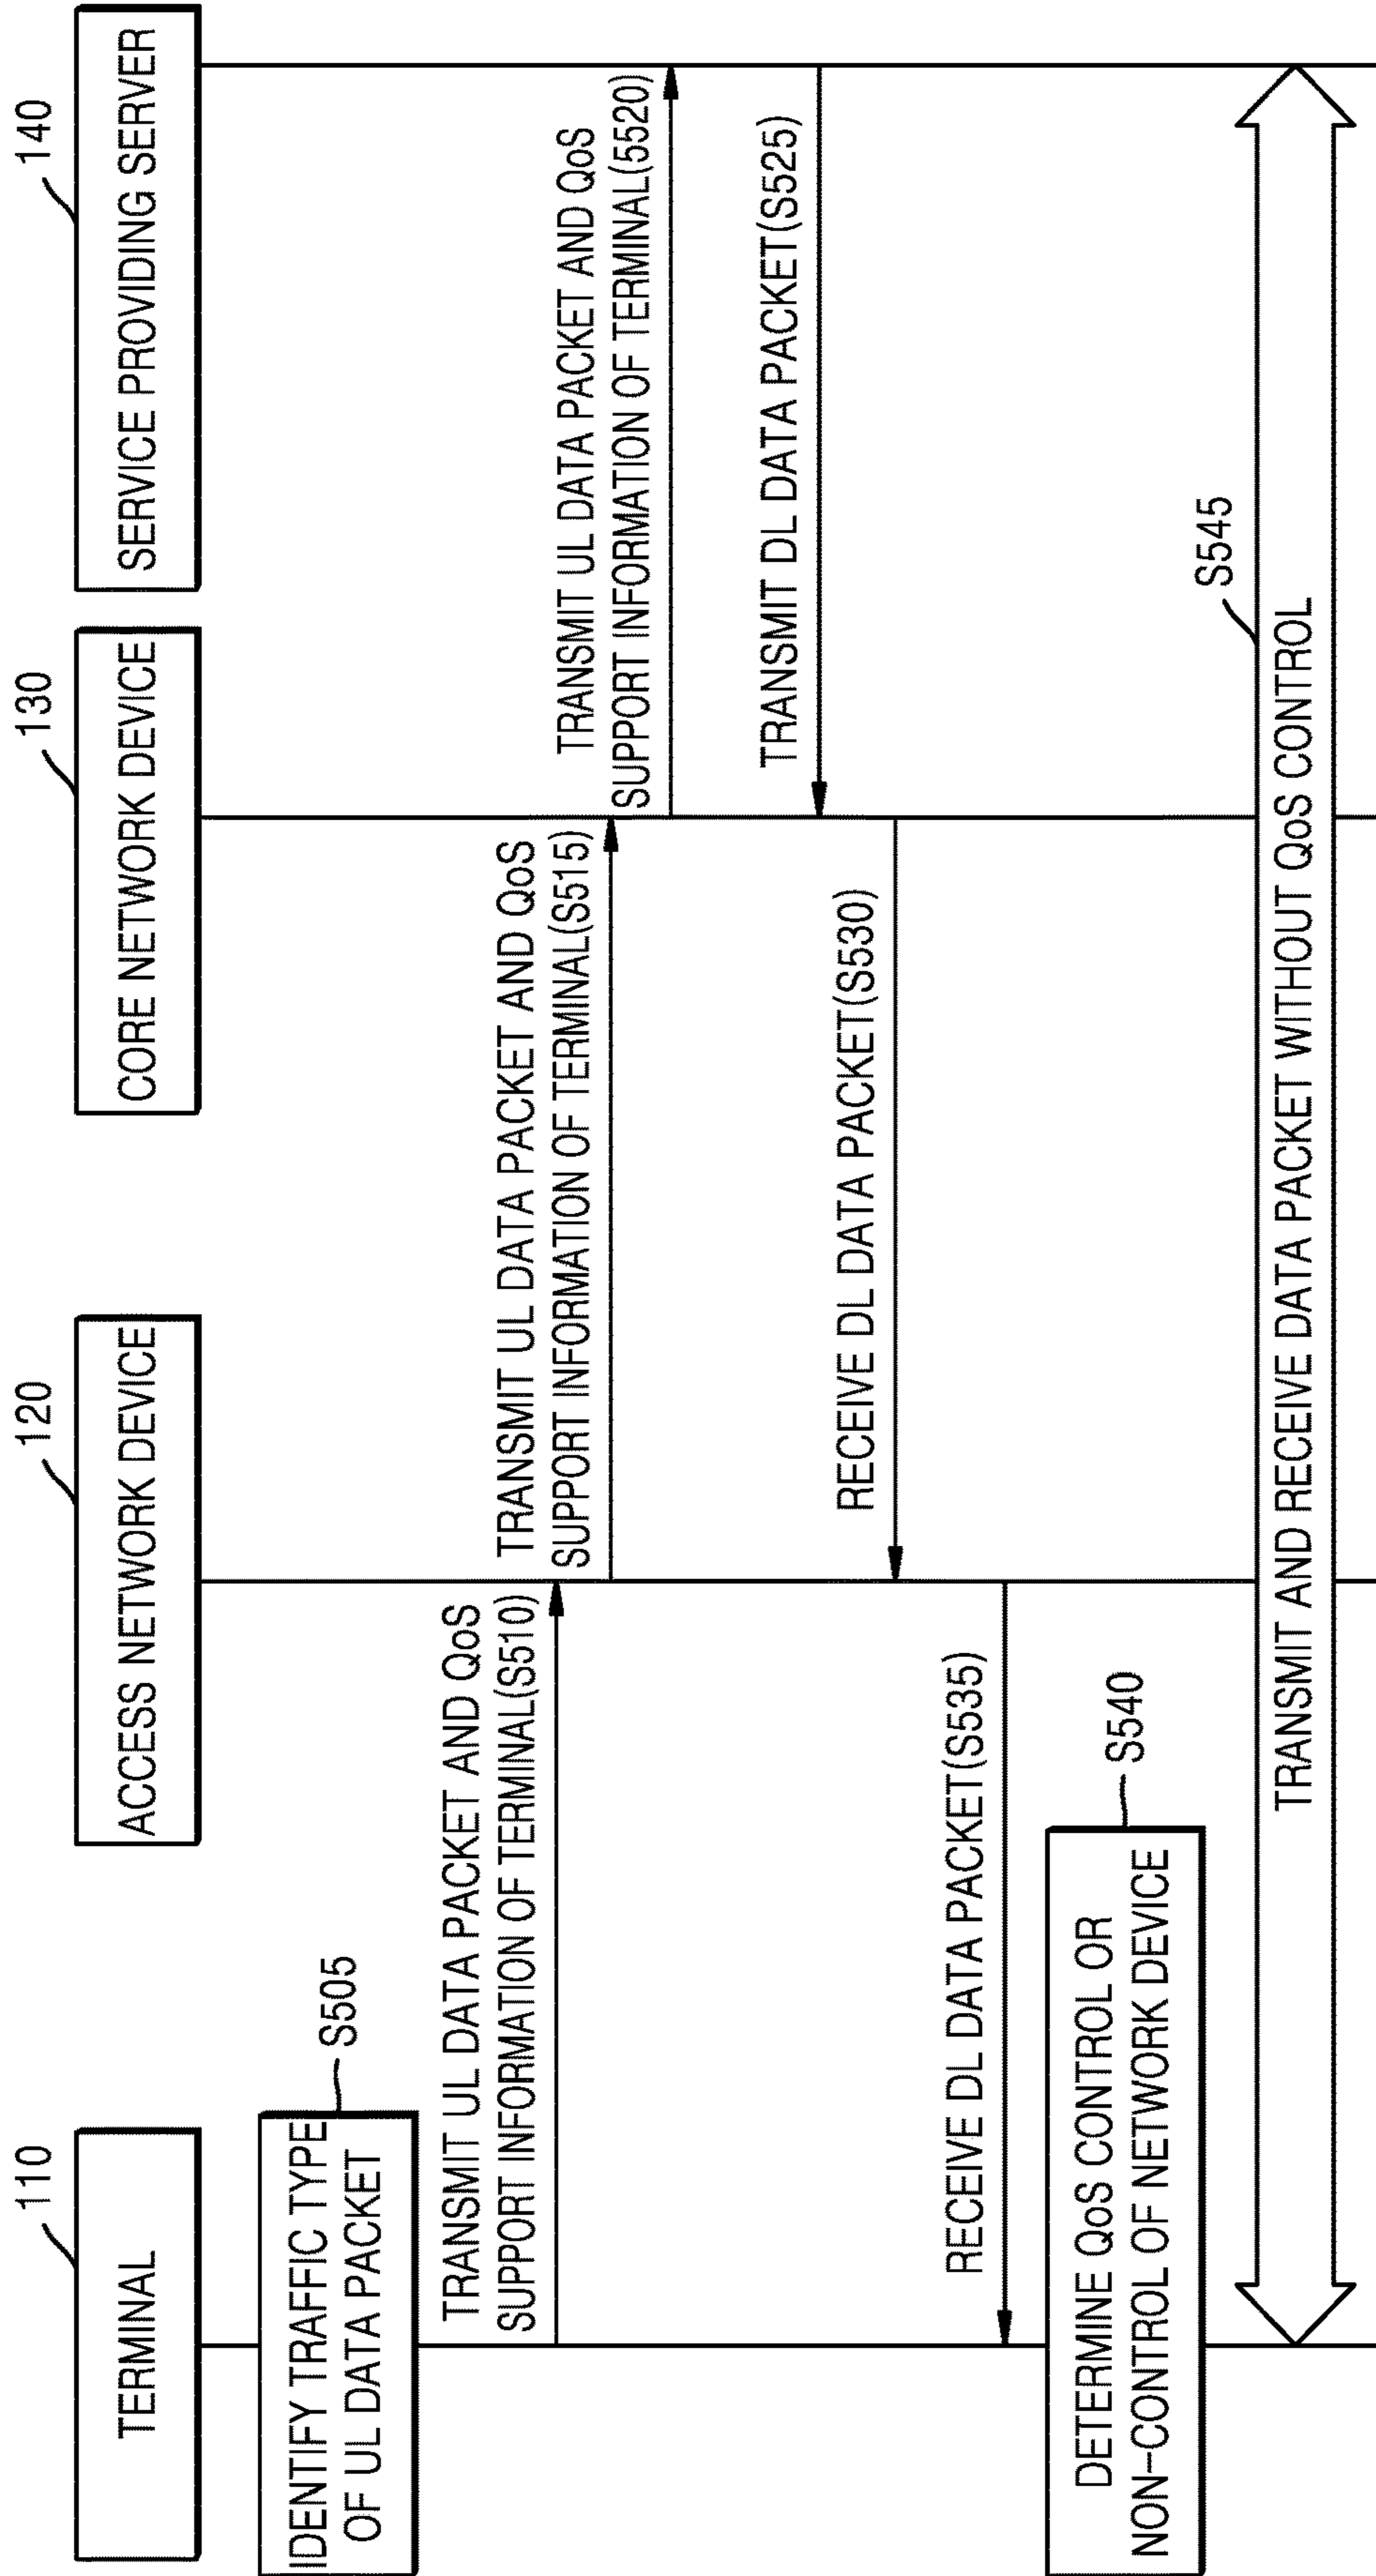 110
120
130
140
TERMINAL
ACCESS NETWORK DEVICE
CORE NETWORK DEVICE
SERVICE PROVIDING SERVER
IDENTIFY TRAFFIC TYPE
OF UL DATA PACKET
S505
TRANSMIT UL DATA PACKET AND QoS
SUPPORT INFORMATION OF TERMINAL(S510)
TRANSMIT UL DATA PACKET AND QoS
SUPPORT INFORMATION OF TERMINAL(S515)
TRANSMIT UL DATA PACKET AND QoS
SUPPORT INFORMATION OF TERMINAL(5520)
TRANSMIT DL DATA PACKET(S525)
RECEIVE DL DATA PACKET(S530)
RECEIVE DL DATA PACKET(S535)
DETERMINE QoS CONTROL OR
NON-CONTROL OF NETWORK DEVICE
S540
S545
TRANSMIT AND RECEIVE DATA PACKET WITHOUT QoS CONTROL